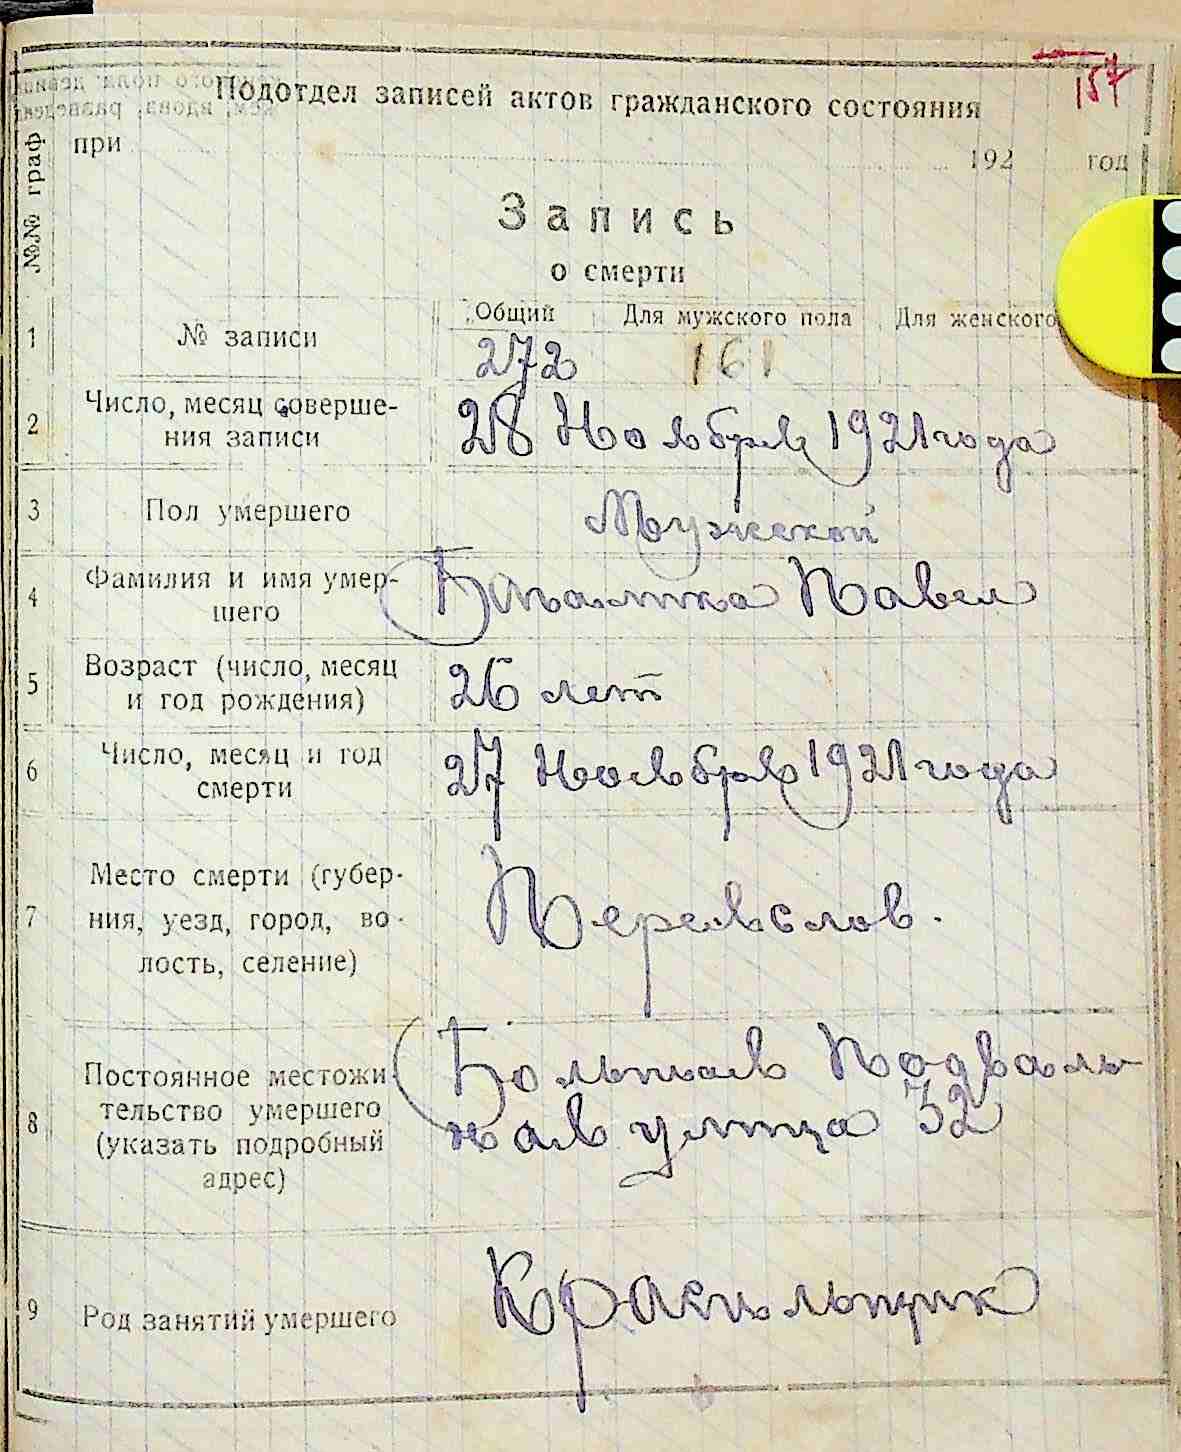 157
Подотдел записей актов гражданского состояния
при 192 год
№№ граф
Запись
о смерти
Общий Для мужского пола Для женского
1 № записи 272 161
2 Число, месяц соверше-
ния записи 28 Ноября 1921 года
3 Пол умершего Мужской
4 Фамилия и имя умер-
шего Павел
5 Возраст (число, месяц
и год рождения) 26 лет
6 Число, месяц и год
смерти 27 Ноября 1921 года
7 Место смерти (губер-
ния, уезд, город, во-
лость, селение) Переяслов.
8 Постоянное местожи
тельство умершего
(указать подробный
адрес)
Большая Подваль
ная улица 32
9 Род занятий умершего Красильщик